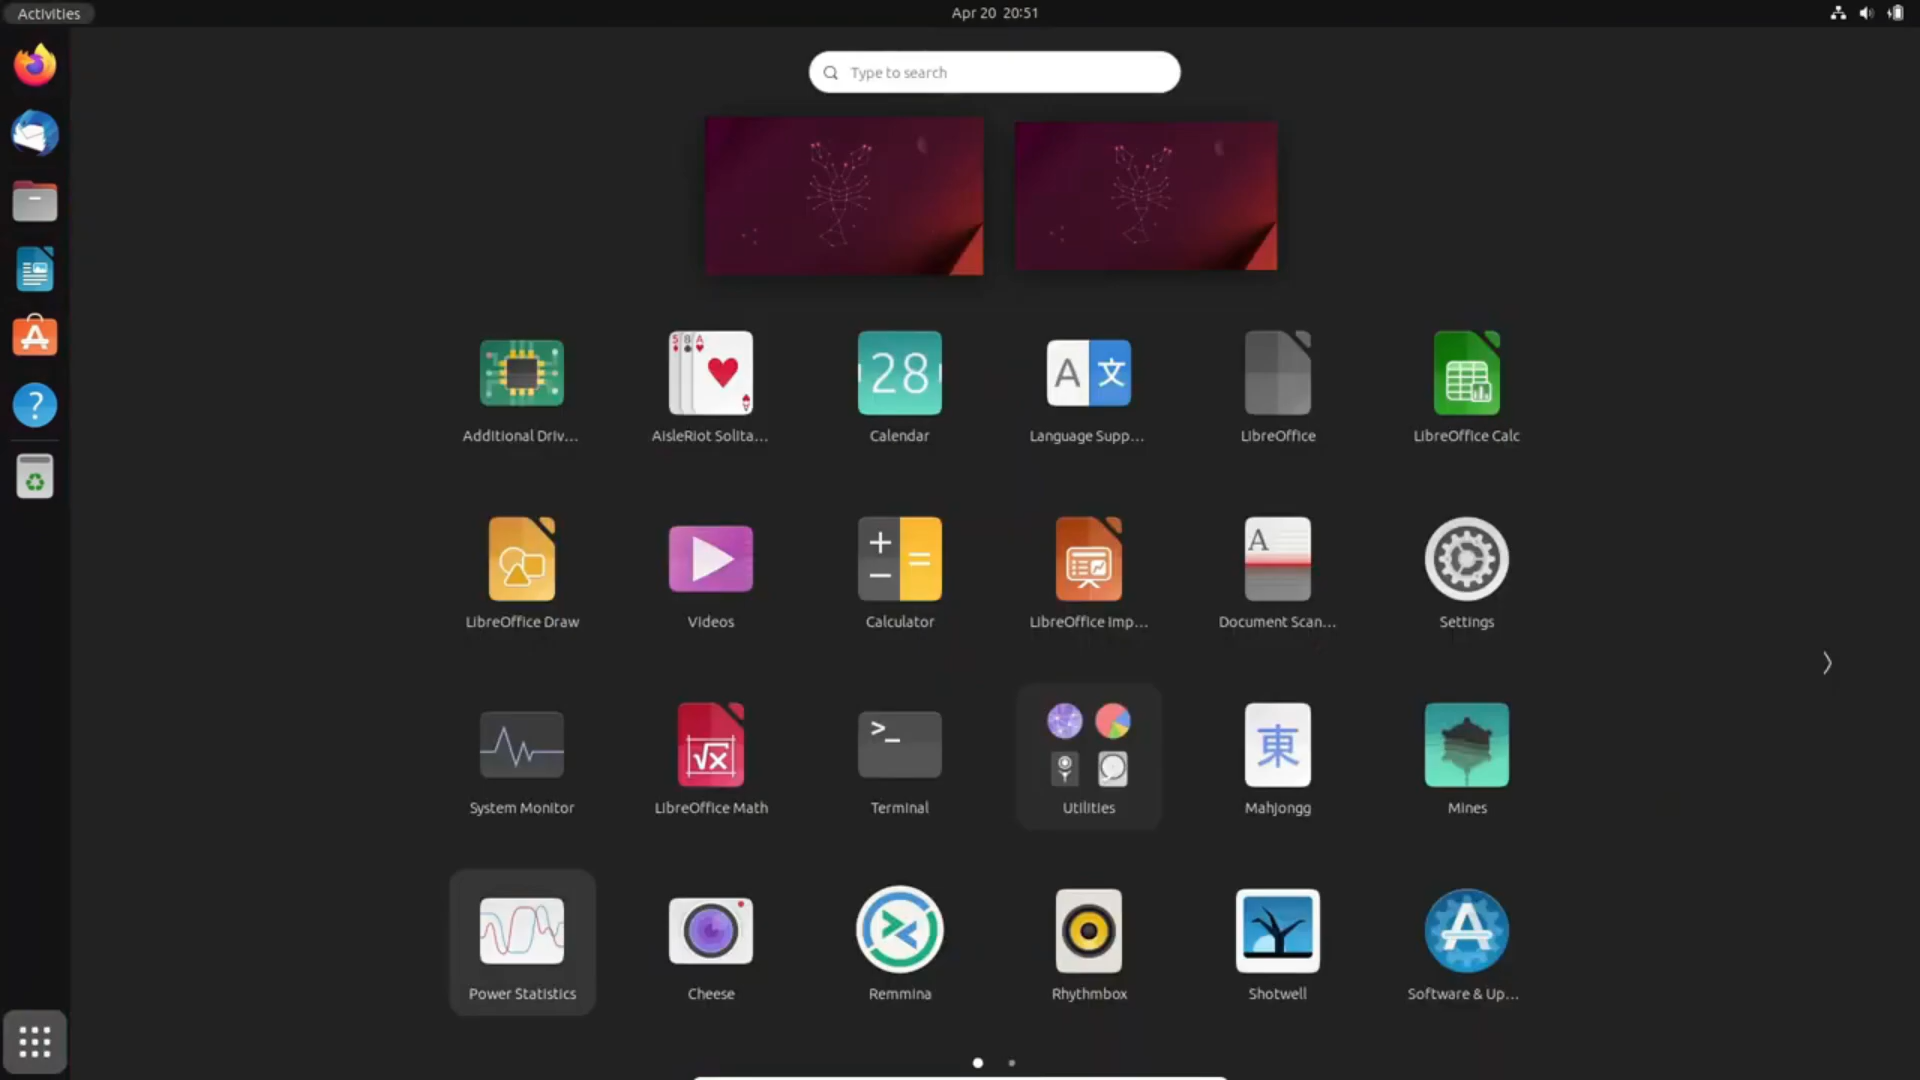 Activities
Apr 20 20:51
Type to search
Additional Driv...
AisleRiot Solita...
Calendar
Language Supp...
LibreOffice
LibreOffice Calc
5 8 A
28
A 文
LibreOffice Draw
Videos
Calculator
LibreOffice Imp...
Document Scan...
Settings
+ =
−
A
System Monitor
LibreOffice Math
Terminal
Utilities
Mahjongg
Mines
√x
>_
東
Power Statistics
Cheese
Remmina
Rhythmbox
Shotwell
Software & Up...
?